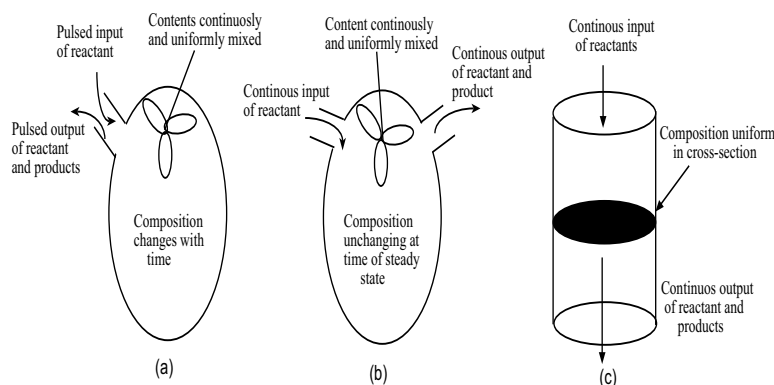 Pulsed input
of reactant
Contents continuosly
and uniformly mixed
Pulsed output
of reactant
and products
Composition
changes with
time
(a)
Content continously
and uniformly mixed
Continous input
of reactant
Continous output
of reactant and
product
Composition
unchanging at
time of steady
state
(b)
Continous input
of reactants
Composition uniform
in cross-section
Continuos output
of reactant and
products
(c)